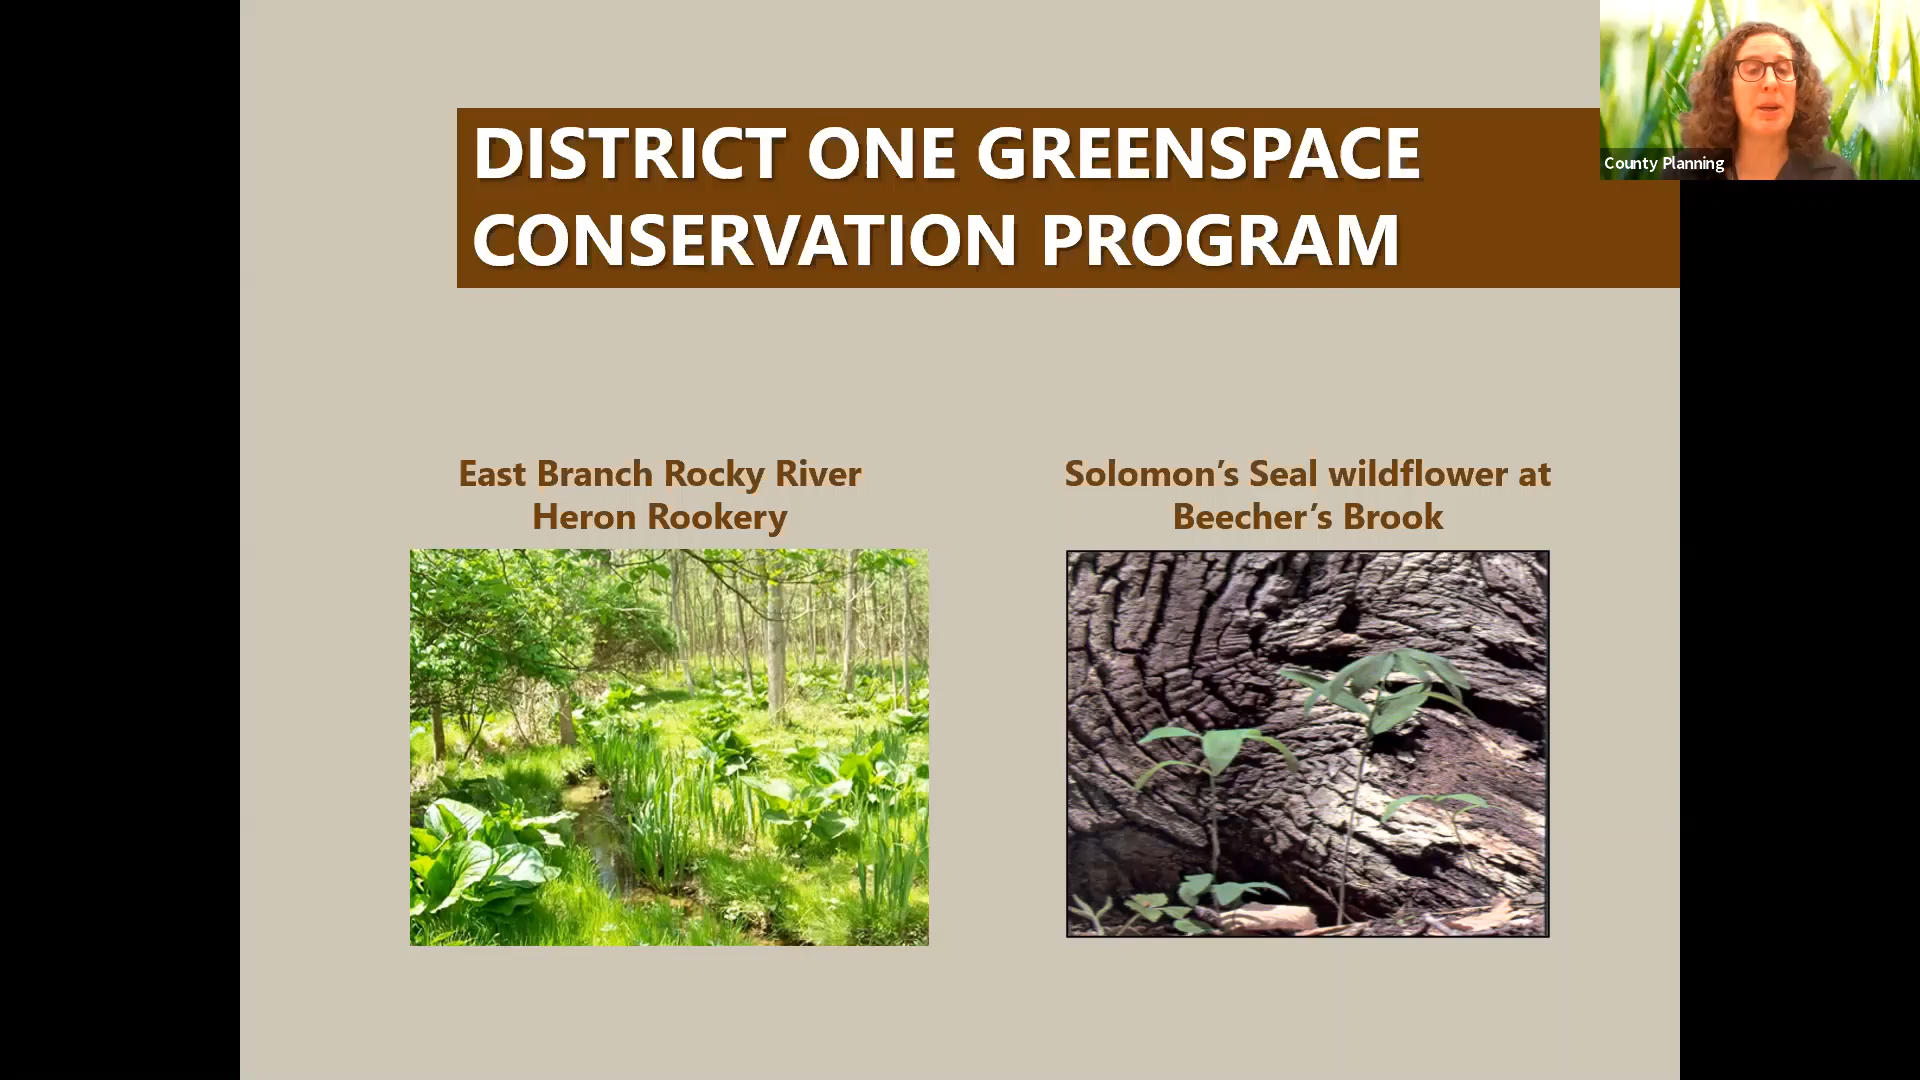 DISTRICT ONE GREENSPACE
CONSERVATION PROGRAM
County Planning
East Branch Rocky River
Heron Rookery
Solomon’s Seal wildflower at
Beecher’s Brook